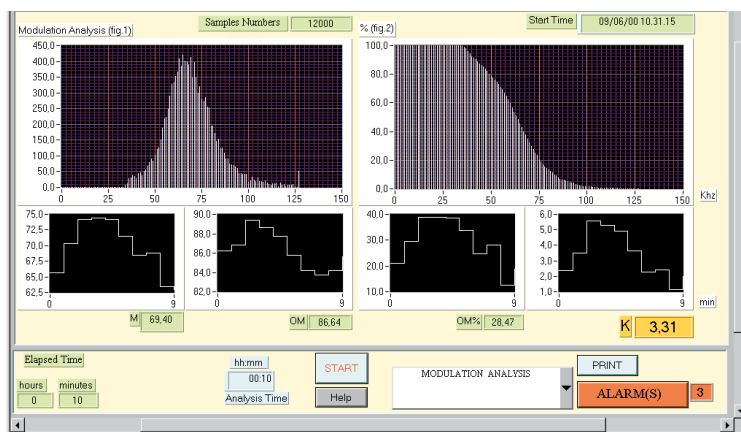 Samples Numbers 12000 Start Time 09/06/00 10.31.15
Modulation Analysis (fig.1) % (fig.2)
450,0
400,0
350,0
300,0
250,0
200,0
150,0
100,0
50,0
0,0
0 25 50 75 100 125 150
100,0
80,0
60,0
40,0
20,0
0,0
0 25 50 75 100 125 150
Khz
75,0
72,5
70,0
67,5
65,0
62,5
0 9
90,0
88,0
86,0
84,0
82,0
0 9
40,0
30,0
20,0
10,0
0 9
6,0
5,0
4,0
3,0
2,0
1,0
0 9
min
M 69,40
OM 86,64
OM% 28,47
K 3,31
Elapsed Time
hours minutes
0 10
hh:mm
00:10
Analysis Time
START
Help
MODULATION ANALYSIS
PRINT
ALARM(S) 3